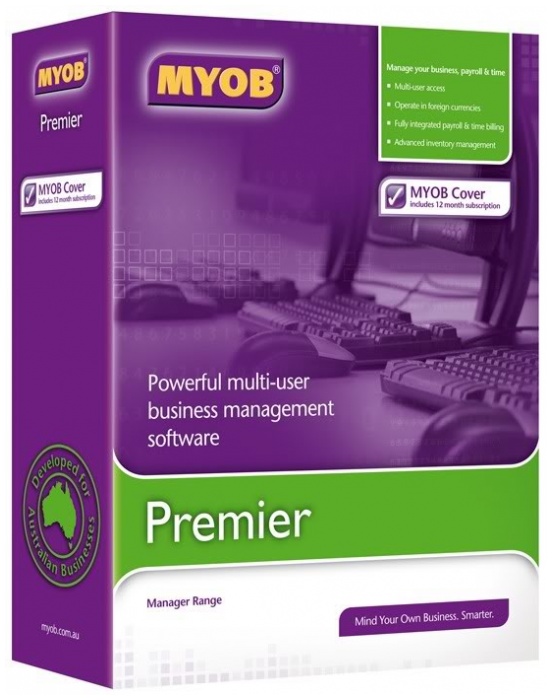 MYOB
Premier
MYOB Cover
includes 12 month subscription
Developed for
Australian Businesses
myob.com.au
MYOB®
Manage your business, payroll & time
Multi-user access
Operate in foreign currencies
Fully integrated payroll & time billing
Advanced inventory management
MYOB Cover
includes 12 month subscription
Powerful multi-user
business management
software
Premier
Manager Range
Mind Your Own Business. Smarter.